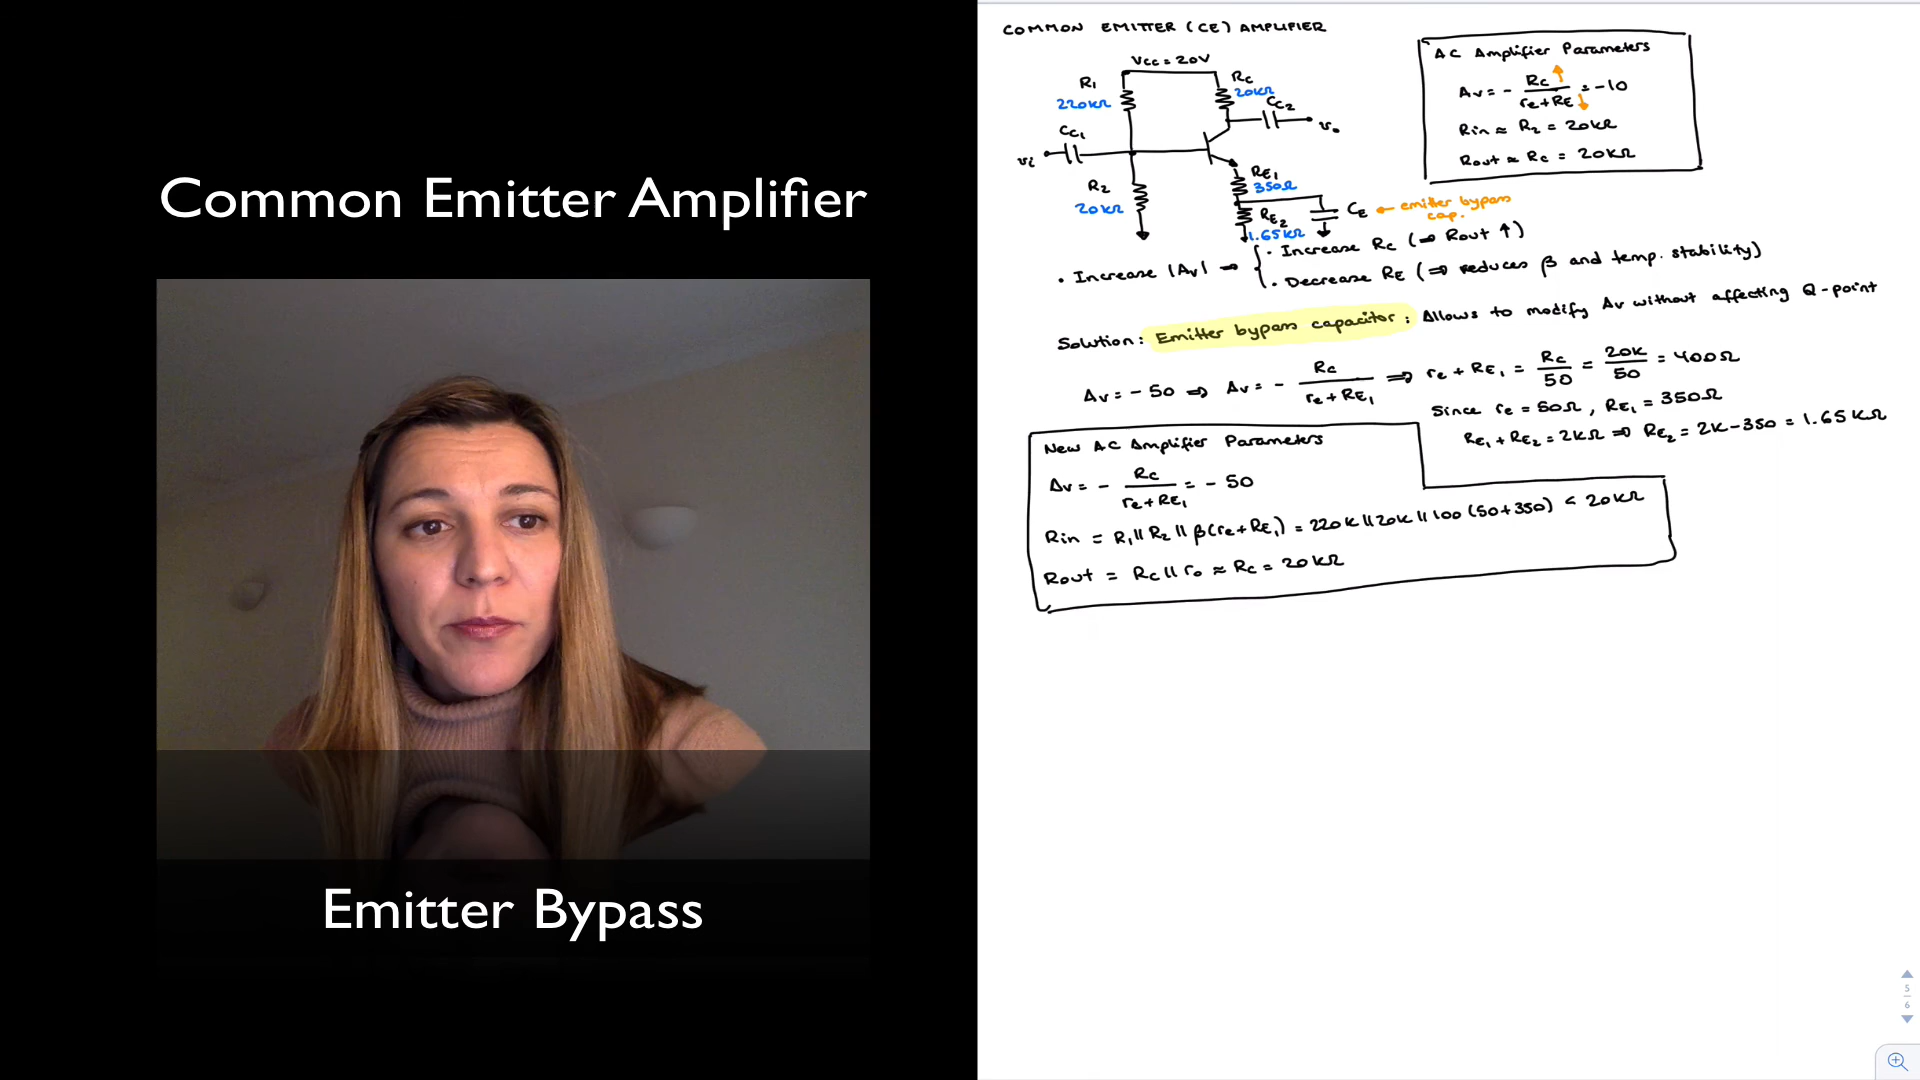 Common Emitter Amplifier
Emitter Bypass
COMMON EMITTER (CE) AMPLIFIER
Vcc = 20V
R1
220kΩ
Rc
20kΩ
Cc2
vo
Cc1
vi
R2
20kΩ
RE1
350Ω
RE2
1.65kΩ
CE ← emitter bypass
cap.
AC Amplifier Parameters
Av = - Rc / re+RE = -10
Rin ≈ R2 = 20kΩ
Rout ≈ Rc = 20kΩ
• Increase |Av| → { • Increase Rc (⇒ Rout ↑)
• Decrease RE (⇒ reduces β and temp. stability)
Solution: Emitter bypass capacitor: Allows to modify Av without affecting Q-point
Av = - 50 ⇒ Av = - Rc / re+RE1 ⇒ re + RE1 = Rc / 50 = 20k / 50 = 400Ω
Since re = 50Ω, RE1 = 350Ω
RE1 + RE2 = 2kΩ ⇒ RE2 = 2k-350 = 1.65kΩ
New AC Amplifier Parameters
Av = - Rc / re+RE1 = - 50
Rin = R1 || R2 || β(re+RE1) = 220k || 20k || 100 (50+350) < 20kΩ
Rout = Rc || ro ≈ Rc = 20kΩ
5
6